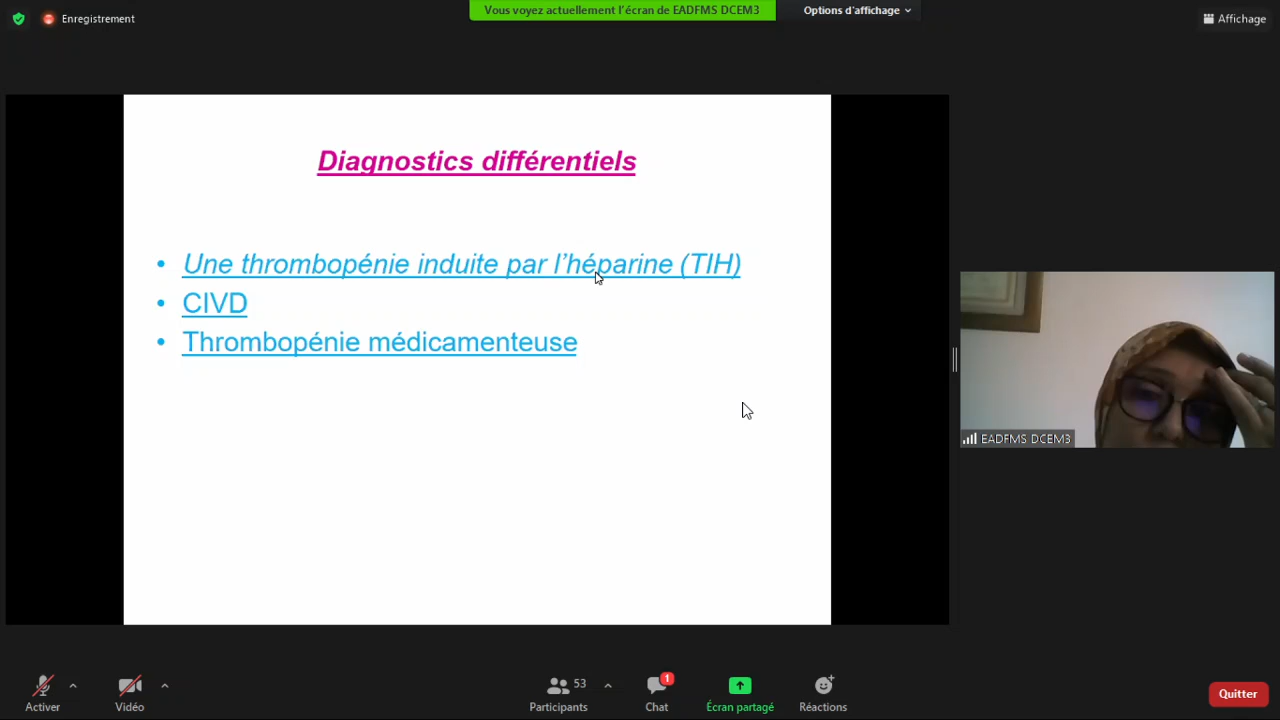 Enregistrement
Vous voyez actuellement l'écran de EADFMS DCEM3
Options d'affichage
Affichage
Diagnostics différentiels
• Une thrombopénie induite par l'héparine (TIH)
• CIVD
• Thrombopénie médicamenteuse
EADFMS DCEM3
53
1
Activer
Vidéo
Participants
Chat
Écran partagé
Réactions
Quitter